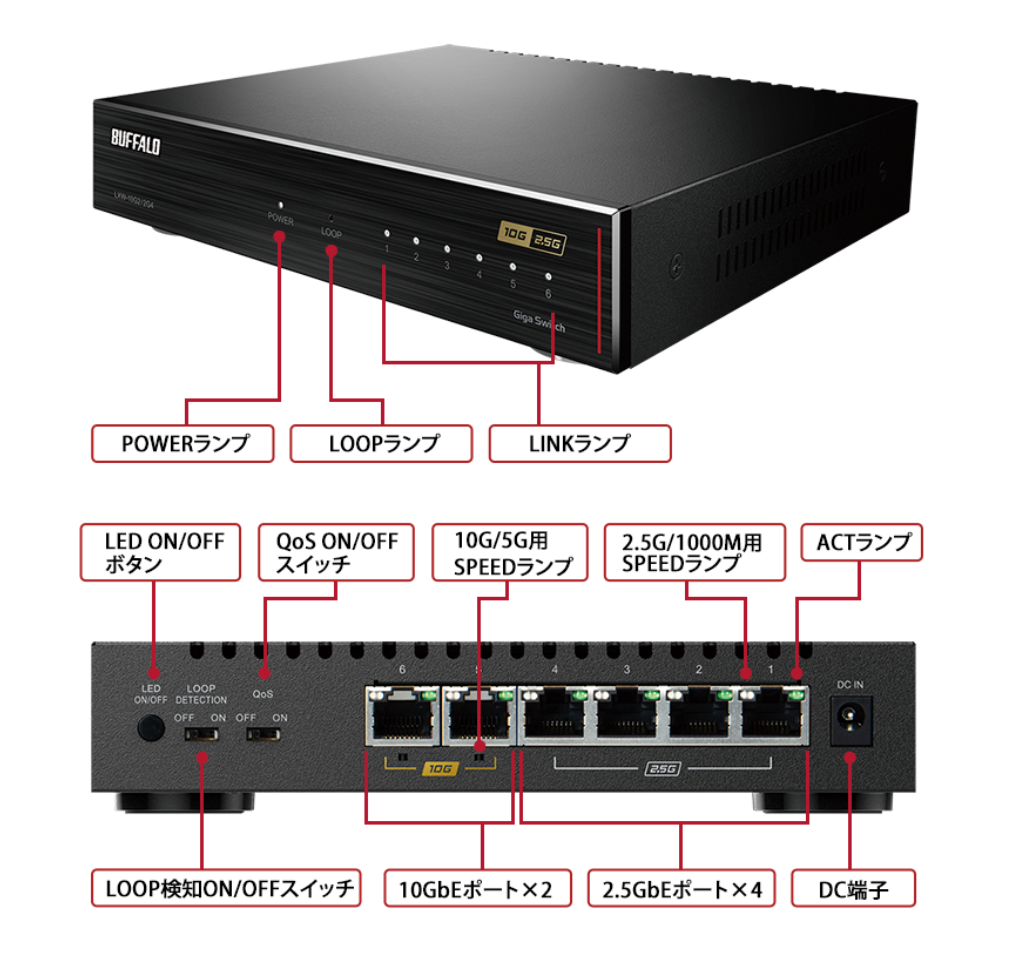 BUFFALO
LXW-10G2/2G4
POWER
LOOP
1
2
3
4
5
6
10G 2.5G
Giga Switch
POWERランプ
LOOPランプ
LINKランプ
LED ON/OFF
ボタン
QoS ON/OFF
スイッチ
10G/5G用
SPEEDランプ
2.5G/1000M用
SPEEDランプ
ACTランプ
6
5
4
3
2
1
LED
ON/OFF
LOOP
DETECTION
QoS
OFF ON
OFF ON
DC IN
10G
2.5G
LOOP検知ON/OFFスイッチ
10GbEポート×2
2.5GbEポート×4
DC端子